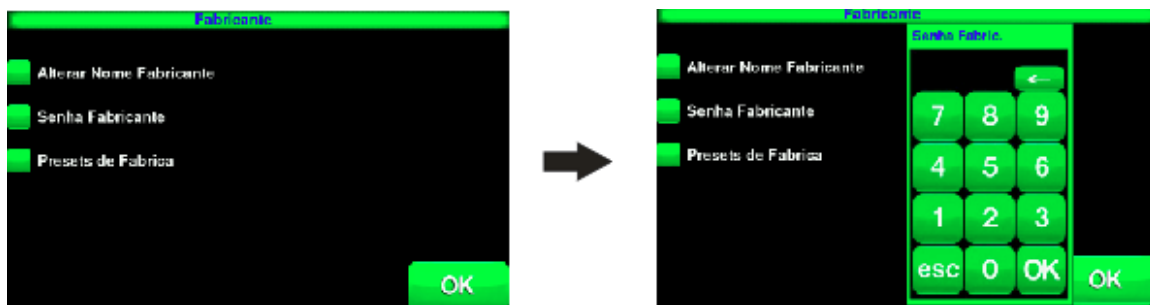 Fabricante
Alterar Nome Fabricante
Senha Fabricante
Presets de Fabrica
OK
Fabricante
Senha Fabric.
Alterar Nome Fabricante
Senha Fabricante
Presets de Fabrica
←
7 8 9
4 5 6
1 2 3
esc 0 OK
OK